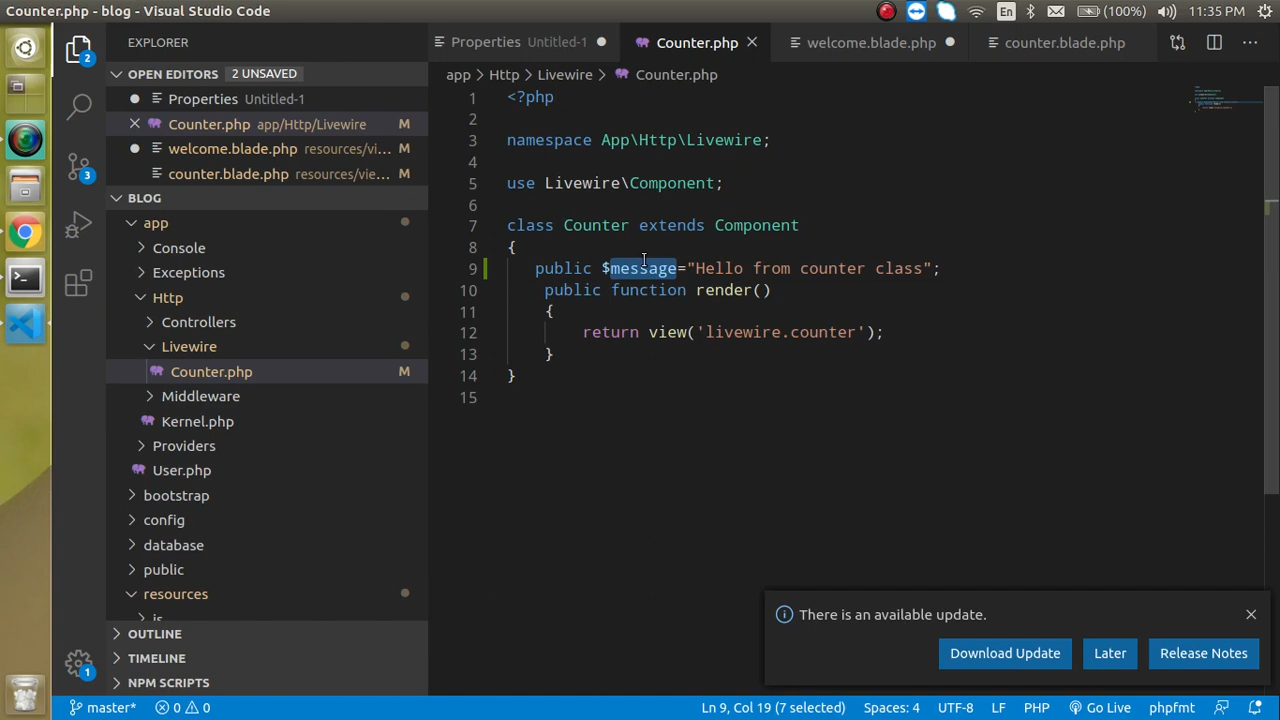 Counter.php - blog - Visual Studio Code
En (100%) 11:35 PM
EXPLORER
OPEN EDITORS 2 UNSAVED
Properties Untitled-1
Counter.php app/Http/Livewire M
welcome.blade.php resources/vi...
counter.blade.php resources/vie...
BLOG
app
Console
Exceptions
Http
Controllers
Livewire
Counter.php M
Middleware
Kernel.php
Providers
User.php
bootstrap
config
database
public
resources
js
OUTLINE
TIMELINE
NPM SCRIPTS
2
3
1
Properties Untitled-1 Counter.php welcome.blade.php counter.blade.php
app > Http > Livewire > Counter.php
1 <?php
2
3 namespace App\Http\Livewire;
4
5 use Livewire\Component;
6
7 class Counter extends Component
8 {
9 public $message="Hello from counter class";
10 public function render()
11 {
12 return view('livewire.counter');
13 }
14 }
15
There is an available update.
Download Update Later Release Notes
master* 0 0 Ln 9, Col 19 (7 selected) Spaces: 4 UTF-8 LF PHP Go Live phpfmt